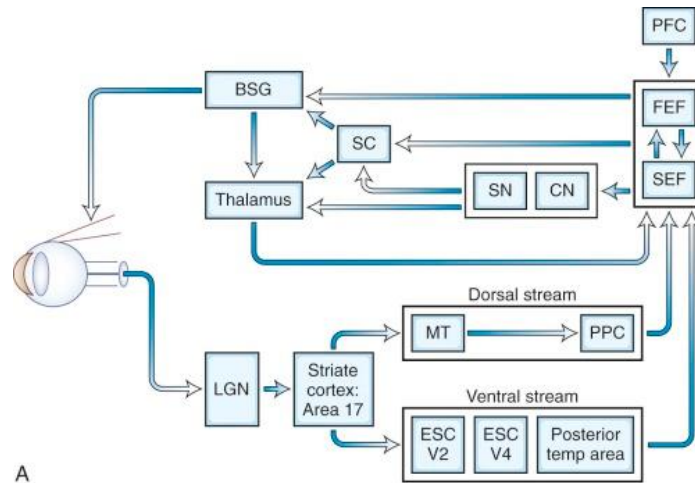 PFC
BSG
FEF
SC
SEF
SN
CN
Thalamus
Dorsal stream
MT
PPC
LGN
Striate
cortex:
Area 17
Ventral stream
ESC
V2
ESC
V4
Posterior
temp area
A